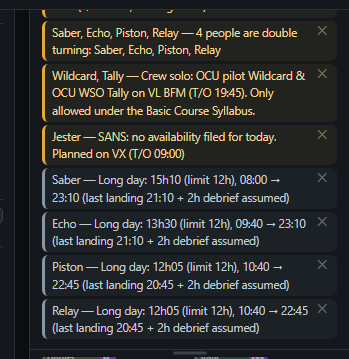 Saber, Echo, Piston, Relay — 4 people are double
turning: Saber, Echo, Piston, Relay
Wildcard, Tally — Crew solo: OCU pilot Wildcard &
OCU WSO Tally on VL BFM (T/O 19:45). Only
allowed under the Basic Course Syllabus.
Jester — SANS: no availability filed for today.
Planned on VX (T/O 09:00)
Saber — Long day: 15h10 (limit 12h), 08:00 →
23:10 (last landing 21:10 + 2h debrief assumed)
Echo — Long day: 13h30 (limit 12h), 09:40 → 23:10
(last landing 21:10 + 2h debrief assumed)
Piston — Long day: 12h05 (limit 12h), 10:40 →
22:45 (last landing 20:45 + 2h debrief assumed)
Relay — Long day: 12h05 (limit 12h), 10:40 → 22:45
(last landing 20:45 + 2h debrief assumed)